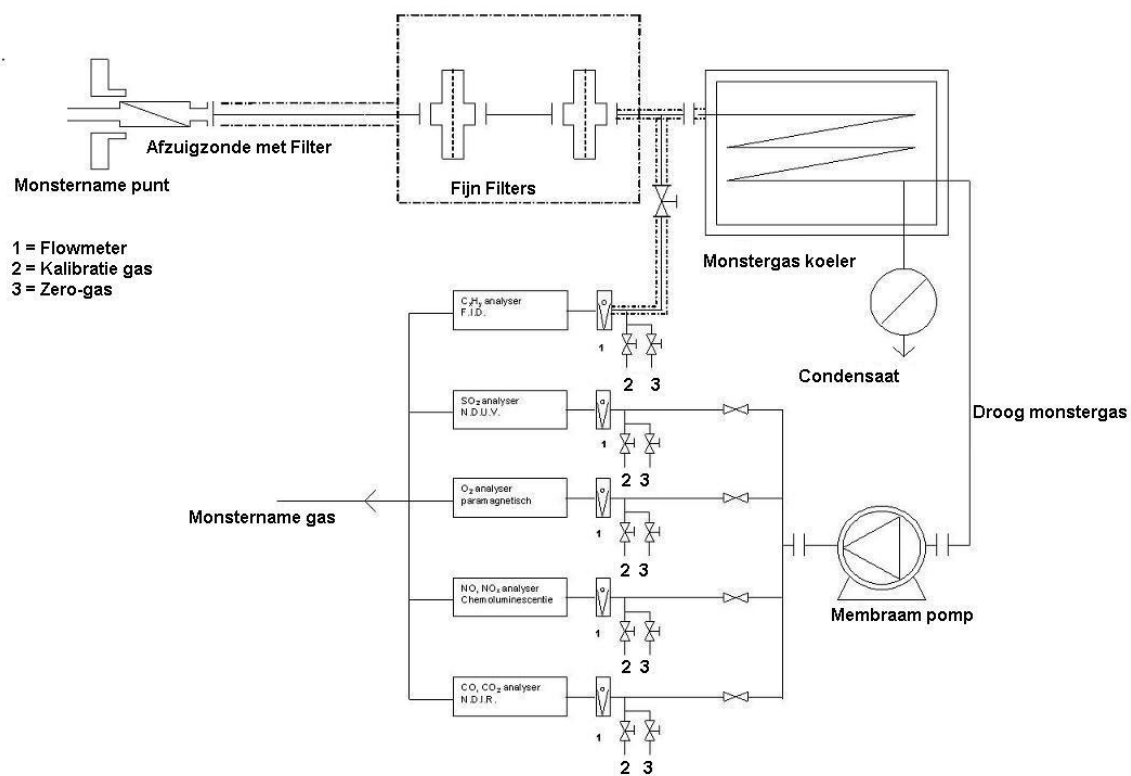 Afzuigzonde met Filter
Monstername punt
Fijn Filters
1 = Flowmeter
2 = Kalibratie gas
3 = Zero-gas
Monstergas koeler
CxHy analyser
F.I.D.
1
2 3
Condensaat
Droog monstergas
SO₂ analyser
N.D.U.V.
1
2 3
O₂ analyser
paramagnetisch
Monstername gas
1
2 3
NO, NOx analyser
Chemoluminescentie
1
2 3
Membraam pomp
CO, CO₂ analyser
N.D.I.R.
1
2 3